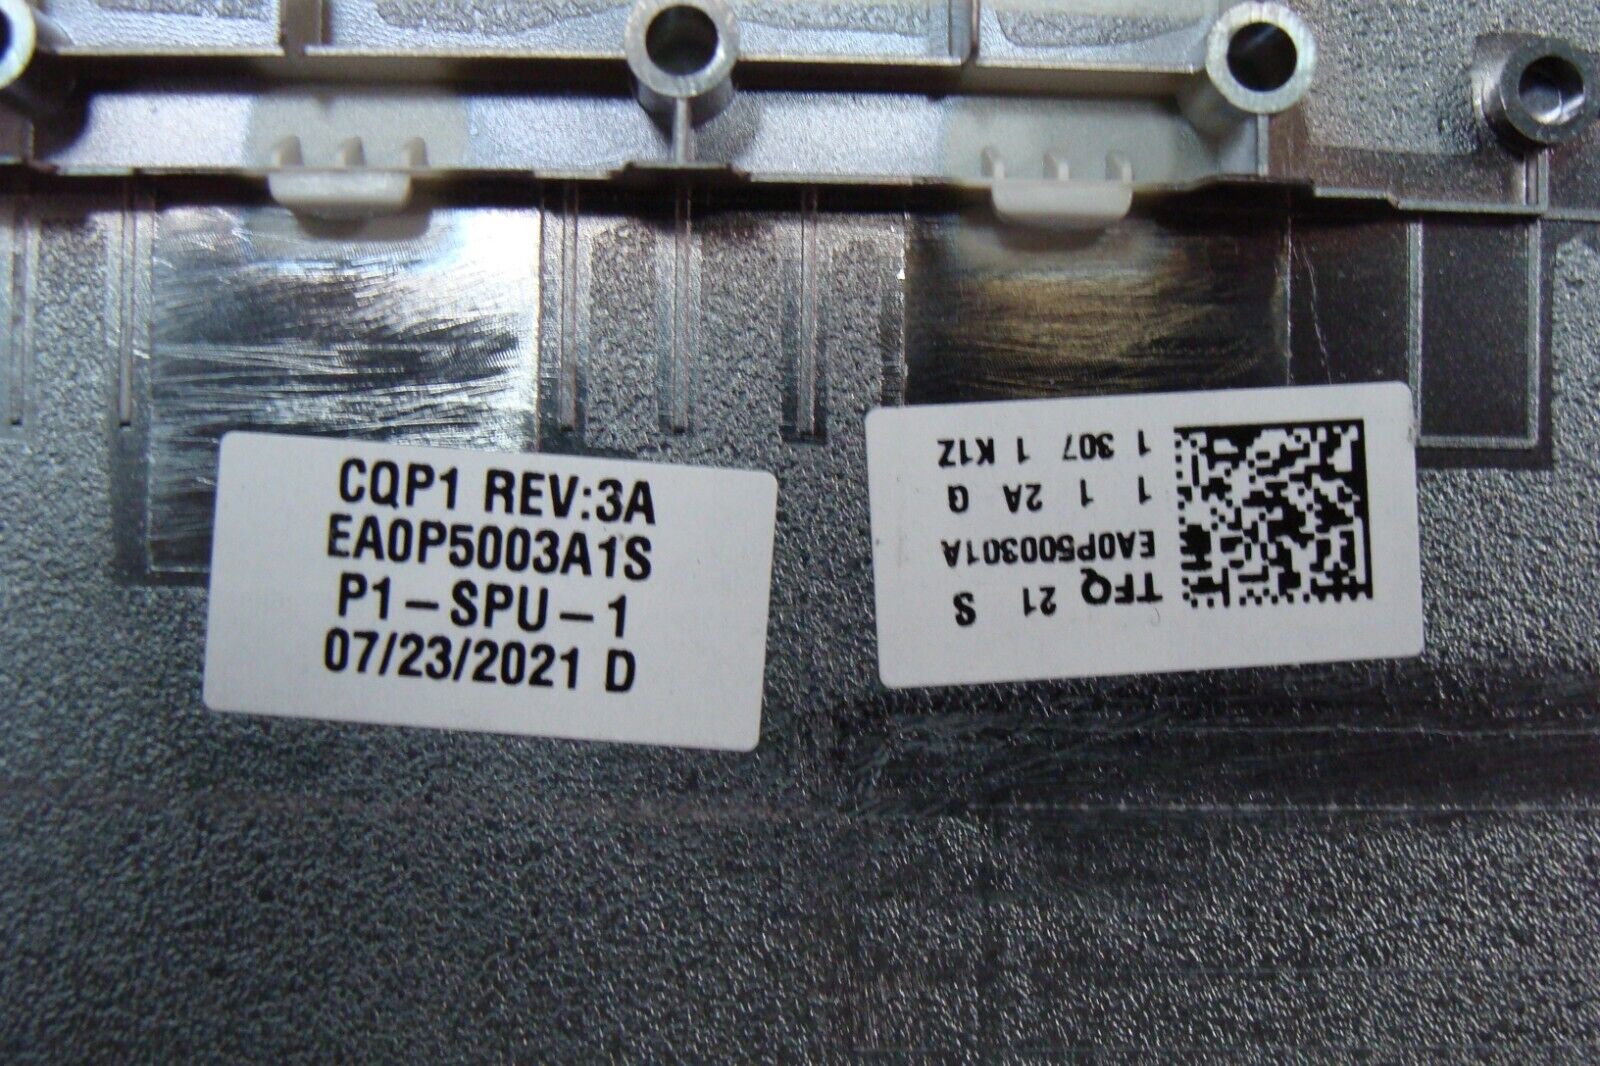 CQP1 REV:3A
EA0P5003A1S
P1-SPU-1
07/23/2021 D
TFQ 21 S
EA0P500301A
1 1 2A Q
1 307 1 K1Z